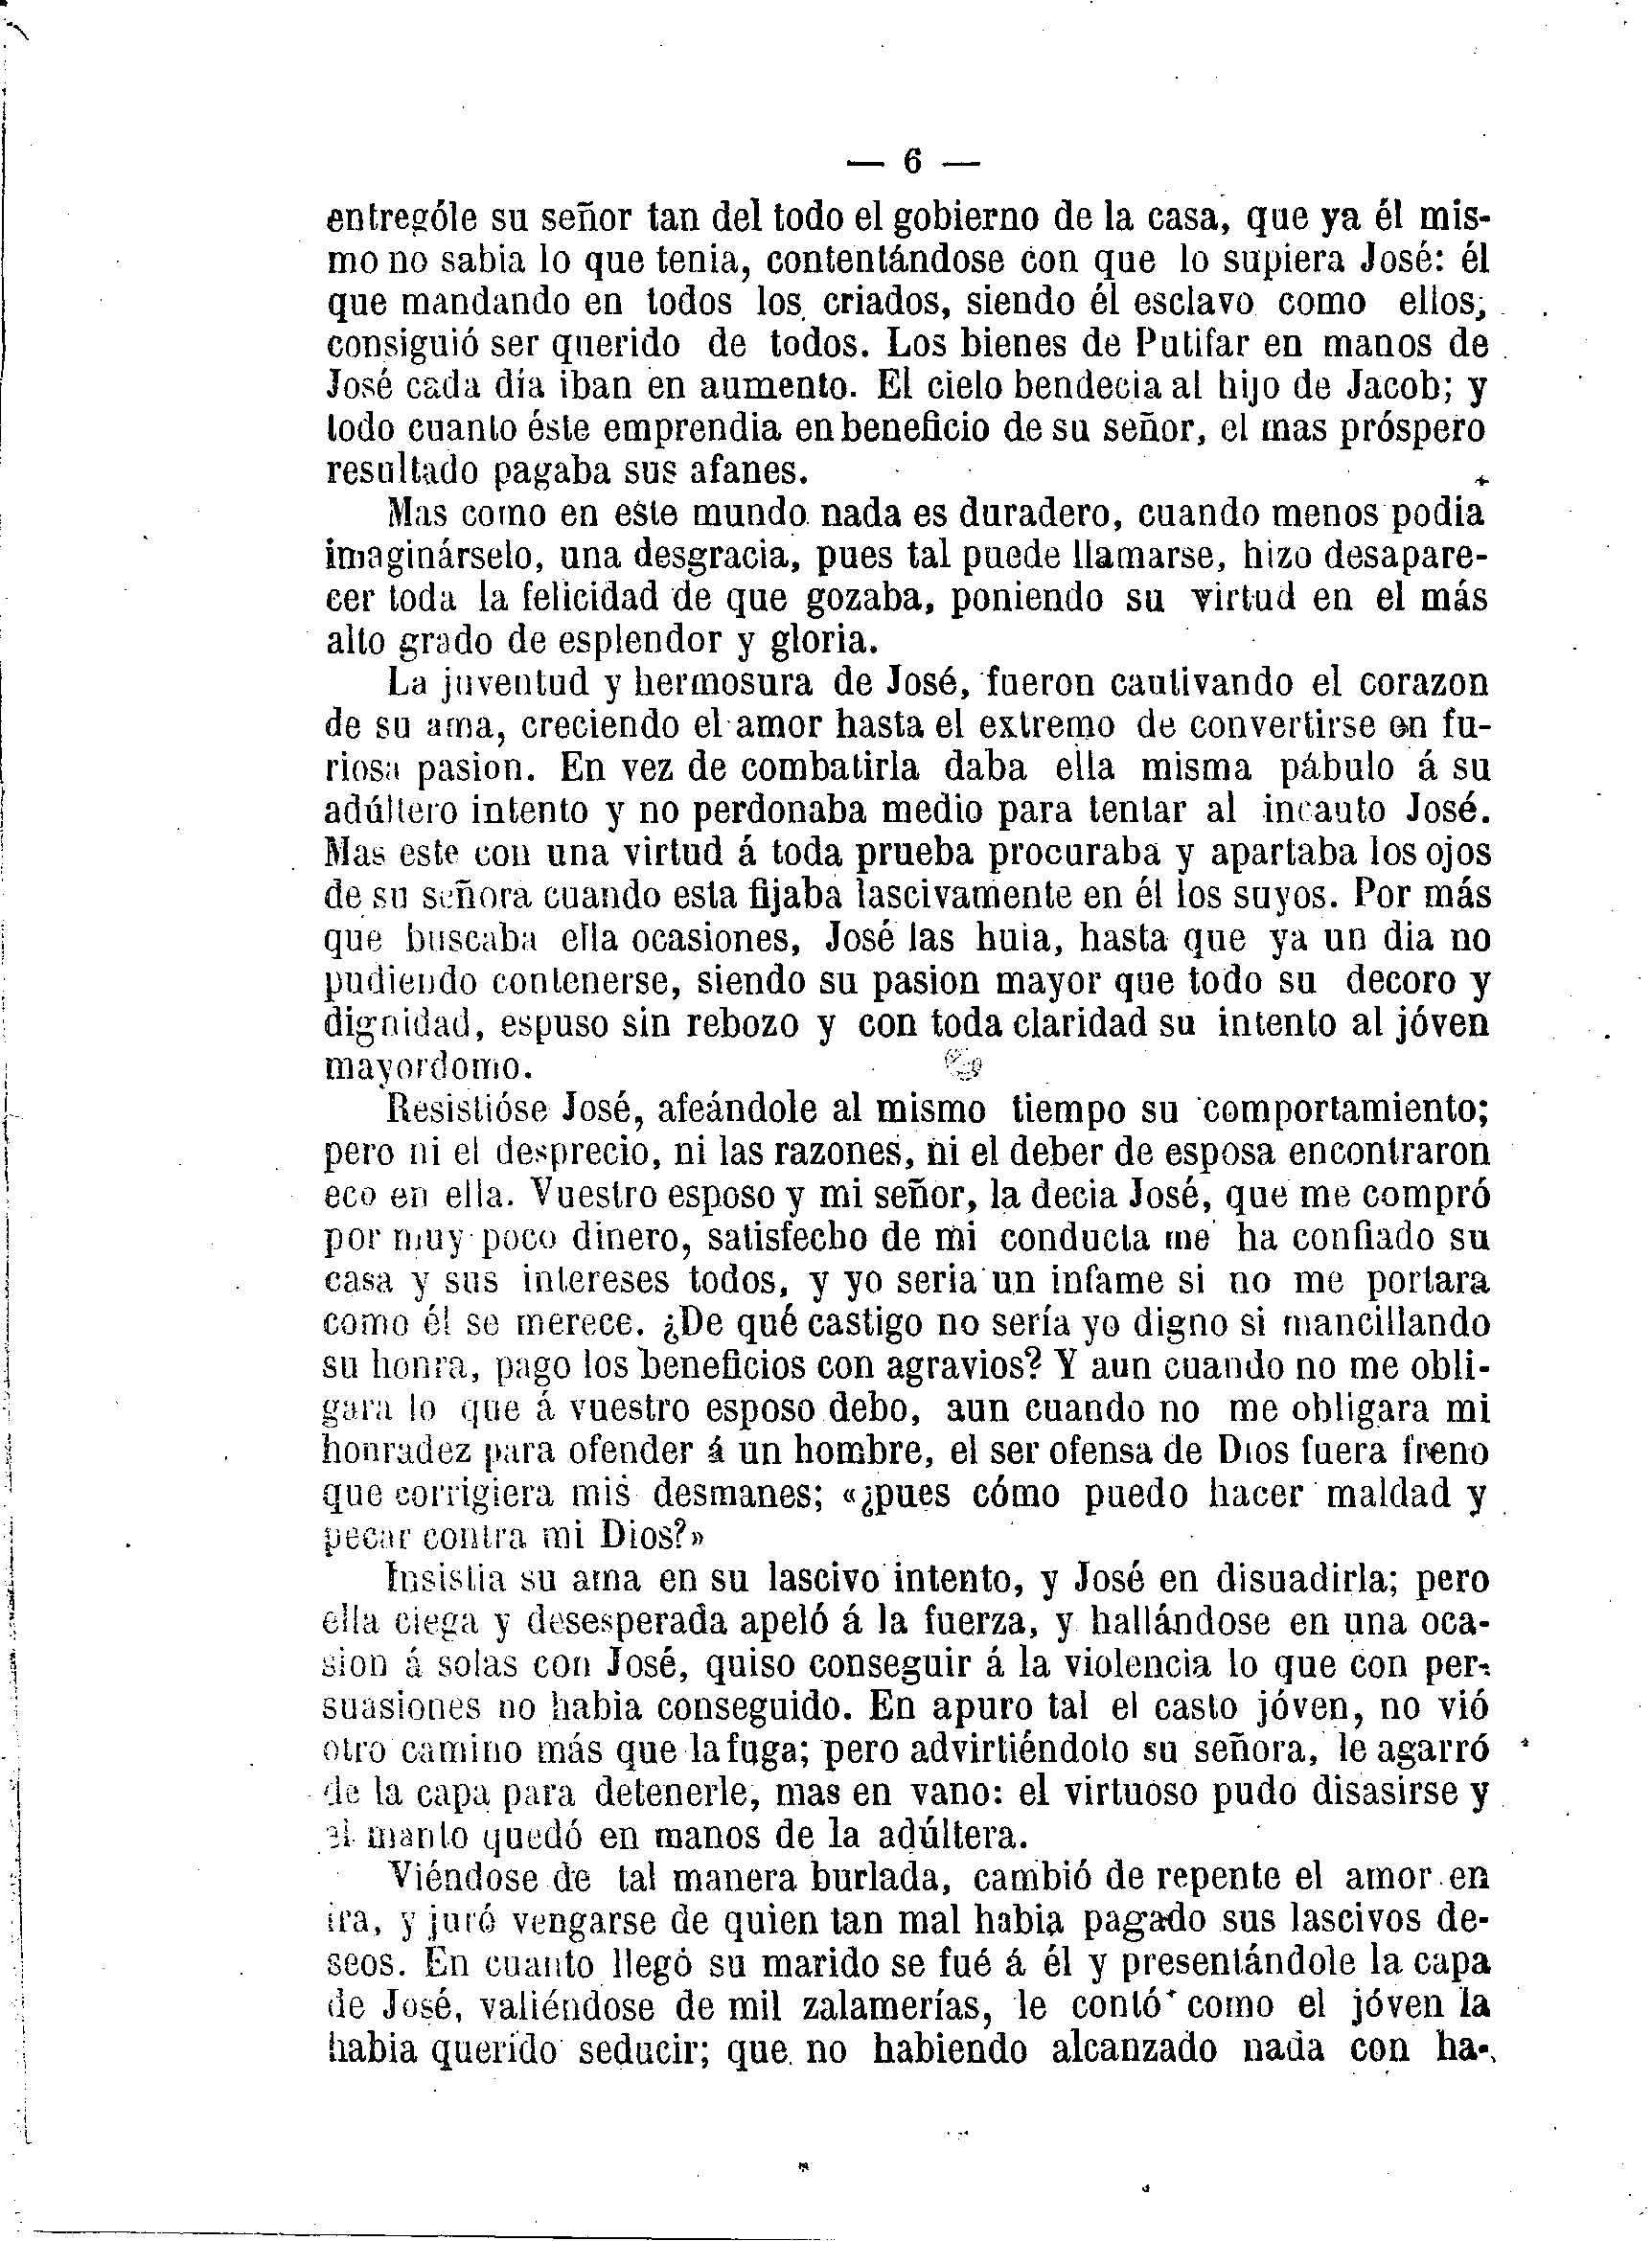 — 6 —
entrególe su señor tan del todo el gobierno de la casa, que ya él mis-
mo no sabia lo que tenia, contentándose con que lo supiera José: él
que mandando en todos los criados, siendo él esclavo como ellos,
consiguió ser querido de todos. Los bienes de Putifar en manos de
José cada día iban en aumento. El cielo bendecia al hijo de Jacob; y
todo cuanto éste emprendia en beneficio de su señor, el mas próspero
resultado pagaba sus afanes.
Mas como en este mundo nada es duradero, cuando menos podia
imaginárselo, una desgracia, pues tal puede llamarse, hizo desapare-
cer toda la felicidad de que gozaba, poniendo su virtud en el más
alto grado de esplendor y gloria.
La juventud y hermosura de José, fueron cautivando el corazon
de su ama, creciendo el amor hasta el extremo de convertirse en fu-
riosa pasion. En vez de combatirla daba ella misma pábulo á su
adúltero intento y no perdonaba medio para tentar al incauto José.
Mas este con una virtud á toda prueba procuraba y apartaba los ojos
de su señora cuando esta fijaba lascivamente en él los suyos. Por más
que buscaba ella ocasiones, José las huia, hasta que ya un dia no
pudiendo contenerse, siendo su pasion mayor que todo su decoro y
dignidad, espuso sin rebozo y con toda claridad su intento al jóven
mayordomo.
Resistióse José, afeándole al mismo tiempo su comportamiento;
pero ni el desprecio, ni las razones, ni el deber de esposa encontraron
eco en ella. Vuestro esposo y mi señor, la decia José, que me compró
por muy poco dinero, satisfecho de mi conducta me ha confiado su
casa y sus intereses todos, y yo seria un infame si no me portara
como él se merece. ¿De qué castigo no sería yo digno si mancillando
su honra, pago los beneficios con agravios? Y aun cuando no me obli-
gara lo que á vuestro esposo debo, aun cuando no me obligara mi
honradez para ofender á un hombre, el ser ofensa de Dios fuera freno
que corrigiera mis desmanes; «¿pues cómo puedo hacer maldad y
pecar contra mi Dios?»
Insistia su ama en su lascivo intento, y José en disuadirla; pero
ella ciega y desesperada apeló á la fuerza, y hallándose en una oca-
sion á solas con José, quiso conseguir á la violencia lo que con per-
suasiones no habia conseguido. En apuro tal el casto jóven, no vió
otro camino más que la fuga; pero advirtiéndolo su señora, le agarró
de la capa para detenerle, mas en vano: el virtuoso pudo disasirse y
el manto quedó en manos de la adúltera.
Viéndose de tal manera burlada, cambió de repente el amor en
ira, y juró vengarse de quien tan mal habia pagado sus lascivos de-
seos. En cuanto llegó su marido se fué á él y presentándole la capa
de José, valiéndose de mil zalamerías, le contó como el jóven la
habia querido seducir; que no habiendo alcanzado nada con ha-